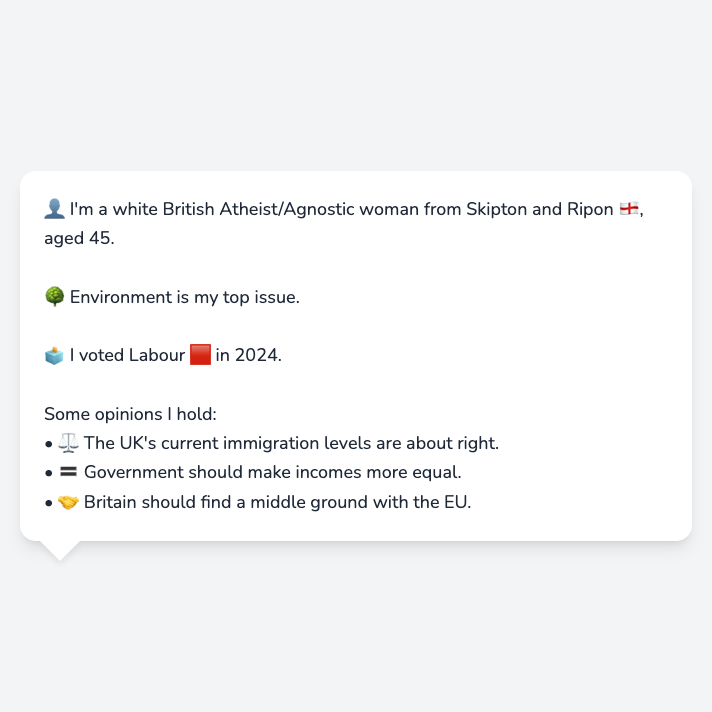 👤 I'm a white British Atheist/Agnostic woman from Skipton and Ripon 🏴󠁧󠁢󠁥󠁮󠁧󠁿,
aged 45.
🌳 Environment is my top issue.
🗳️ I voted Labour 🟥 in 2024.
Some opinions I hold:
• ⚖️ The UK's current immigration levels are about right.
• 🟰 Government should make incomes more equal.
• 🤝 Britain should find a middle ground with the EU.